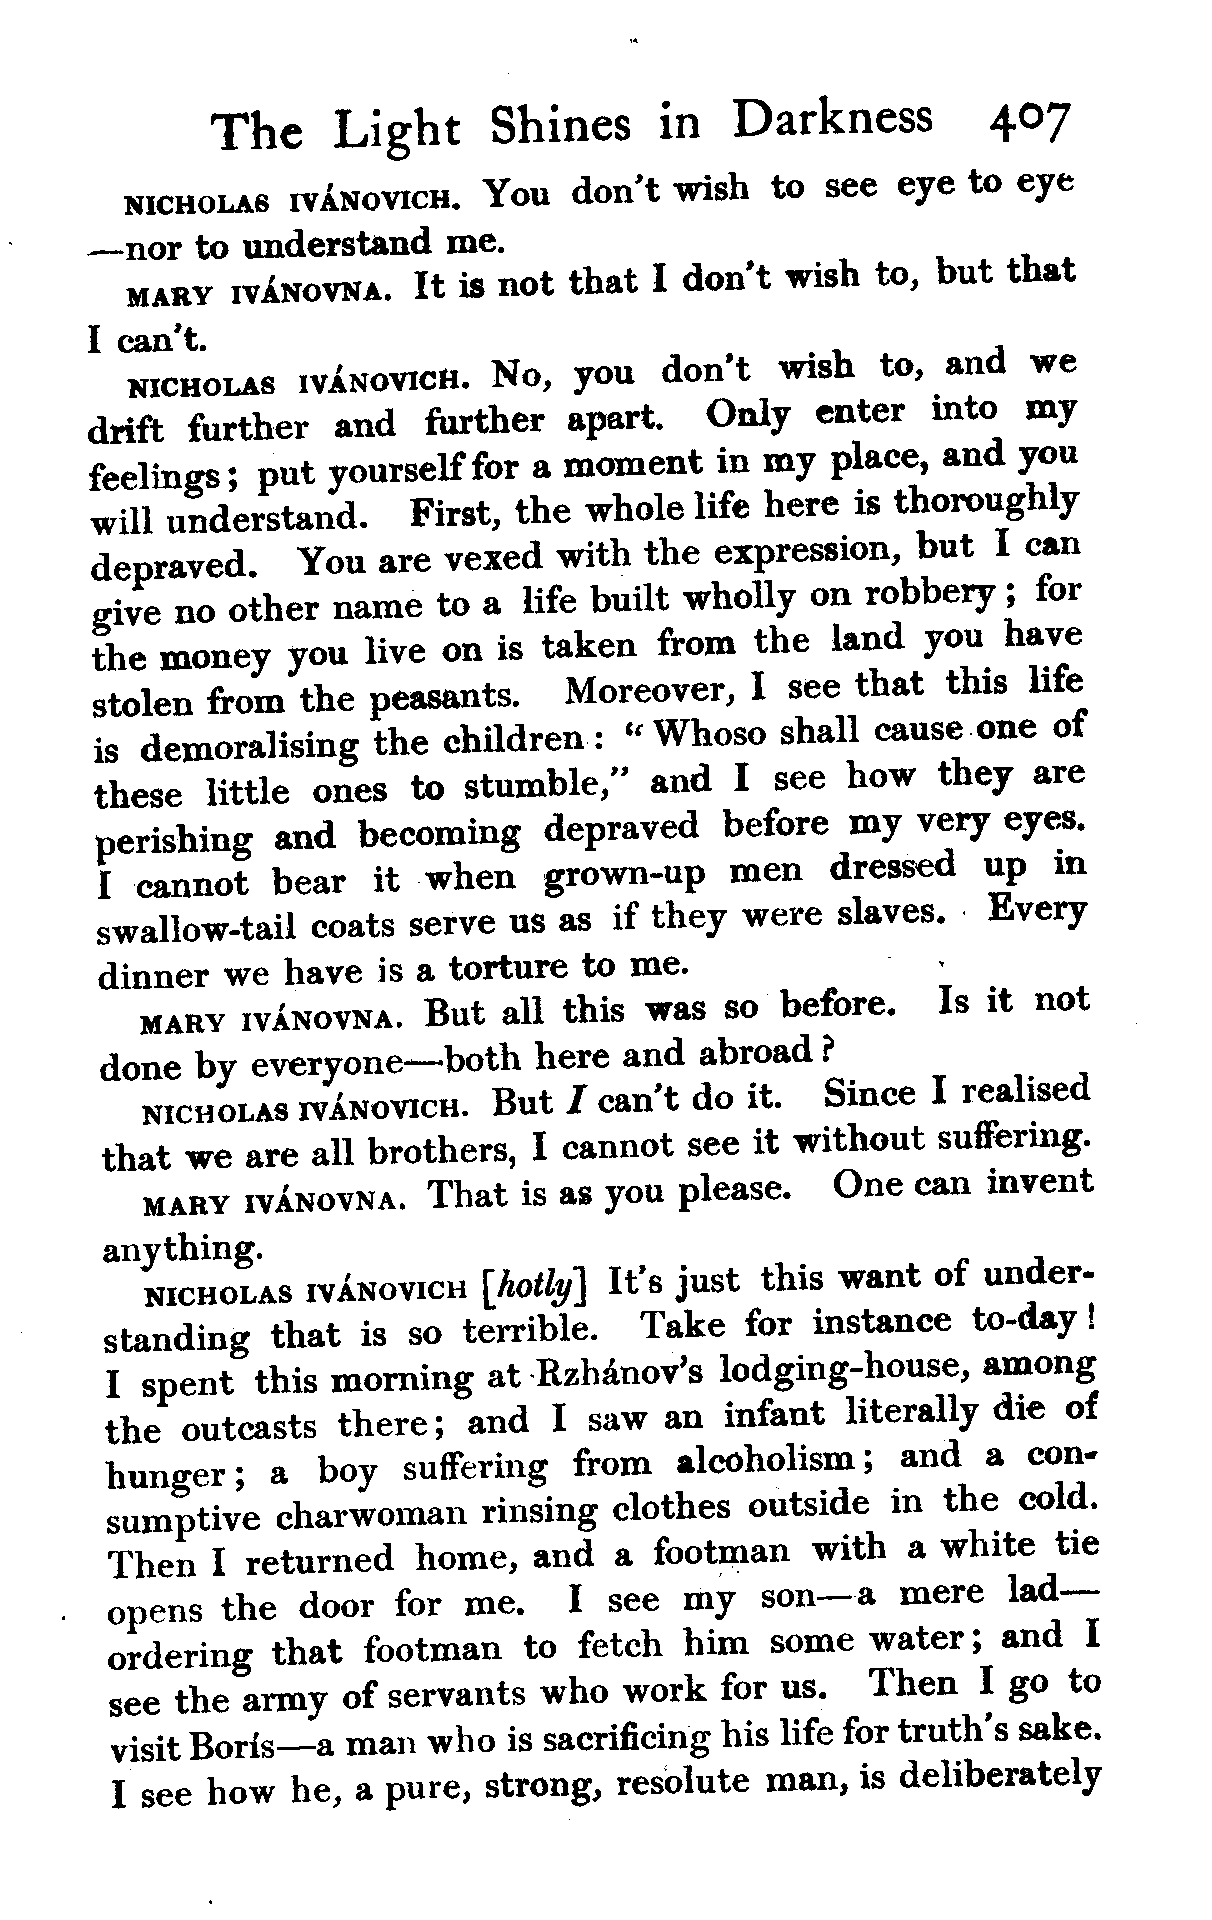 The Light Shines in Darkness 407
NICHOLAS IVÁNOVICH. You don't wish to see eye to eye
—nor to understand me.
MARY IVÁNOVNA. It is not that I don't wish to, but that
I can't.
NICHOLAS IVÁNOVICH. No, you don't wish to, and we
drift further and further apart. Only enter into my
feelings; put yourself for a moment in my place, and you
will understand. First, the whole life here is thoroughly
depraved. You are vexed with the expression, but I can
give no other name to a life built wholly on robbery; for
the money you live on is taken from the land you have
stolen from the peasants. Moreover, I see that this life
is demoralising the children: "Whoso shall cause one of
these little ones to stumble," and I see how they are
perishing and becoming depraved before my very eyes.
I cannot bear it when grown-up men dressed up in
swallow-tail coats serve us as if they were slaves. Every
dinner we have is a torture to me.
MARY IVÁNOVNA. But all this was so before. Is it not
done by everyone—both here and abroad?
NICHOLAS IVÁNOVICH. But I can't do it. Since I realised
that we are all brothers, I cannot see it without suffering.
MARY IVÁNOVNA. That is as you please. One can invent
anything.
NICHOLAS IVÁNOVICH [hotly] It's just this want of under-
standing that is so terrible. Take for instance to-day!
I spent this morning at Rzhánov's lodging-house, among
the outcasts there; and I saw an infant literally die of
hunger; a boy suffering from alcoholism; and a con-
sumptive charwoman rinsing clothes outside in the cold.
Then I returned home, and a footman with a white tie
opens the door for me. I see my son—a mere lad—
ordering that footman to fetch him some water; and I
see the army of servants who work for us. Then I go to
visit Borís—a man who is sacrificing his life for truth's sake.
I see how he, a pure, strong, resolute man, is deliberately